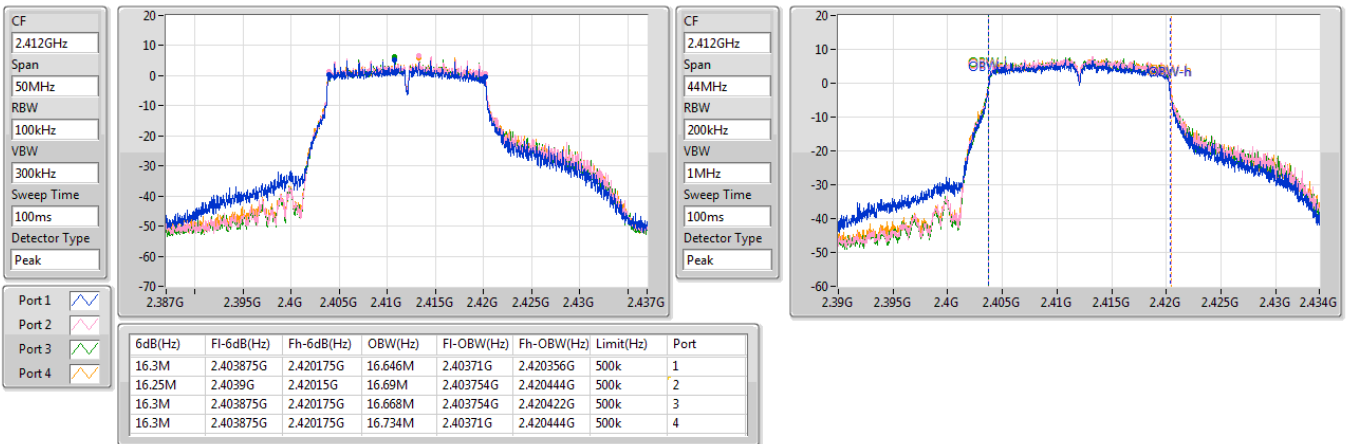 CF
2.412GHz
Span
50MHz
RBW
100kHz
VBW
300kHz
Sweep Time
100ms
Detector Type
Peak
20
10
0
-10
-20
-30
-40
-50
-60
-70
2.387G 2.395G 2.4G 2.405G 2.41G 2.415G 2.42G 2.425G 2.43G 2.437G
CF
2.412GHz
Span
44MHz
RBW
200kHz
VBW
1MHz
Sweep Time
100ms
Detector Type
Peak
20
10
0
-10
-20
-30
-40
-50
-60
OBW
OBW-h
2.39G 2.395G 2.4G 2.405G 2.41G 2.415G 2.42G 2.425G 2.43G 2.434G
Port 1
Port 2
Port 3
Port 4
6dB(Hz) Fl-6dB(Hz) Fh-6dB(Hz) OBW(Hz) Fl-OBW(Hz) Fh-OBW(Hz) Limit(Hz) Port
16.3M 2.403875G 2.420175G 16.646M 2.40371G 2.420356G 500k 1
16.25M 2.4039G 2.42015G 16.69M 2.403754G 2.420444G 500k 2
16.3M 2.403875G 2.420175G 16.668M 2.403754G 2.420422G 500k 3
16.3M 2.403875G 2.420175G 16.734M 2.40371G 2.420444G 500k 4